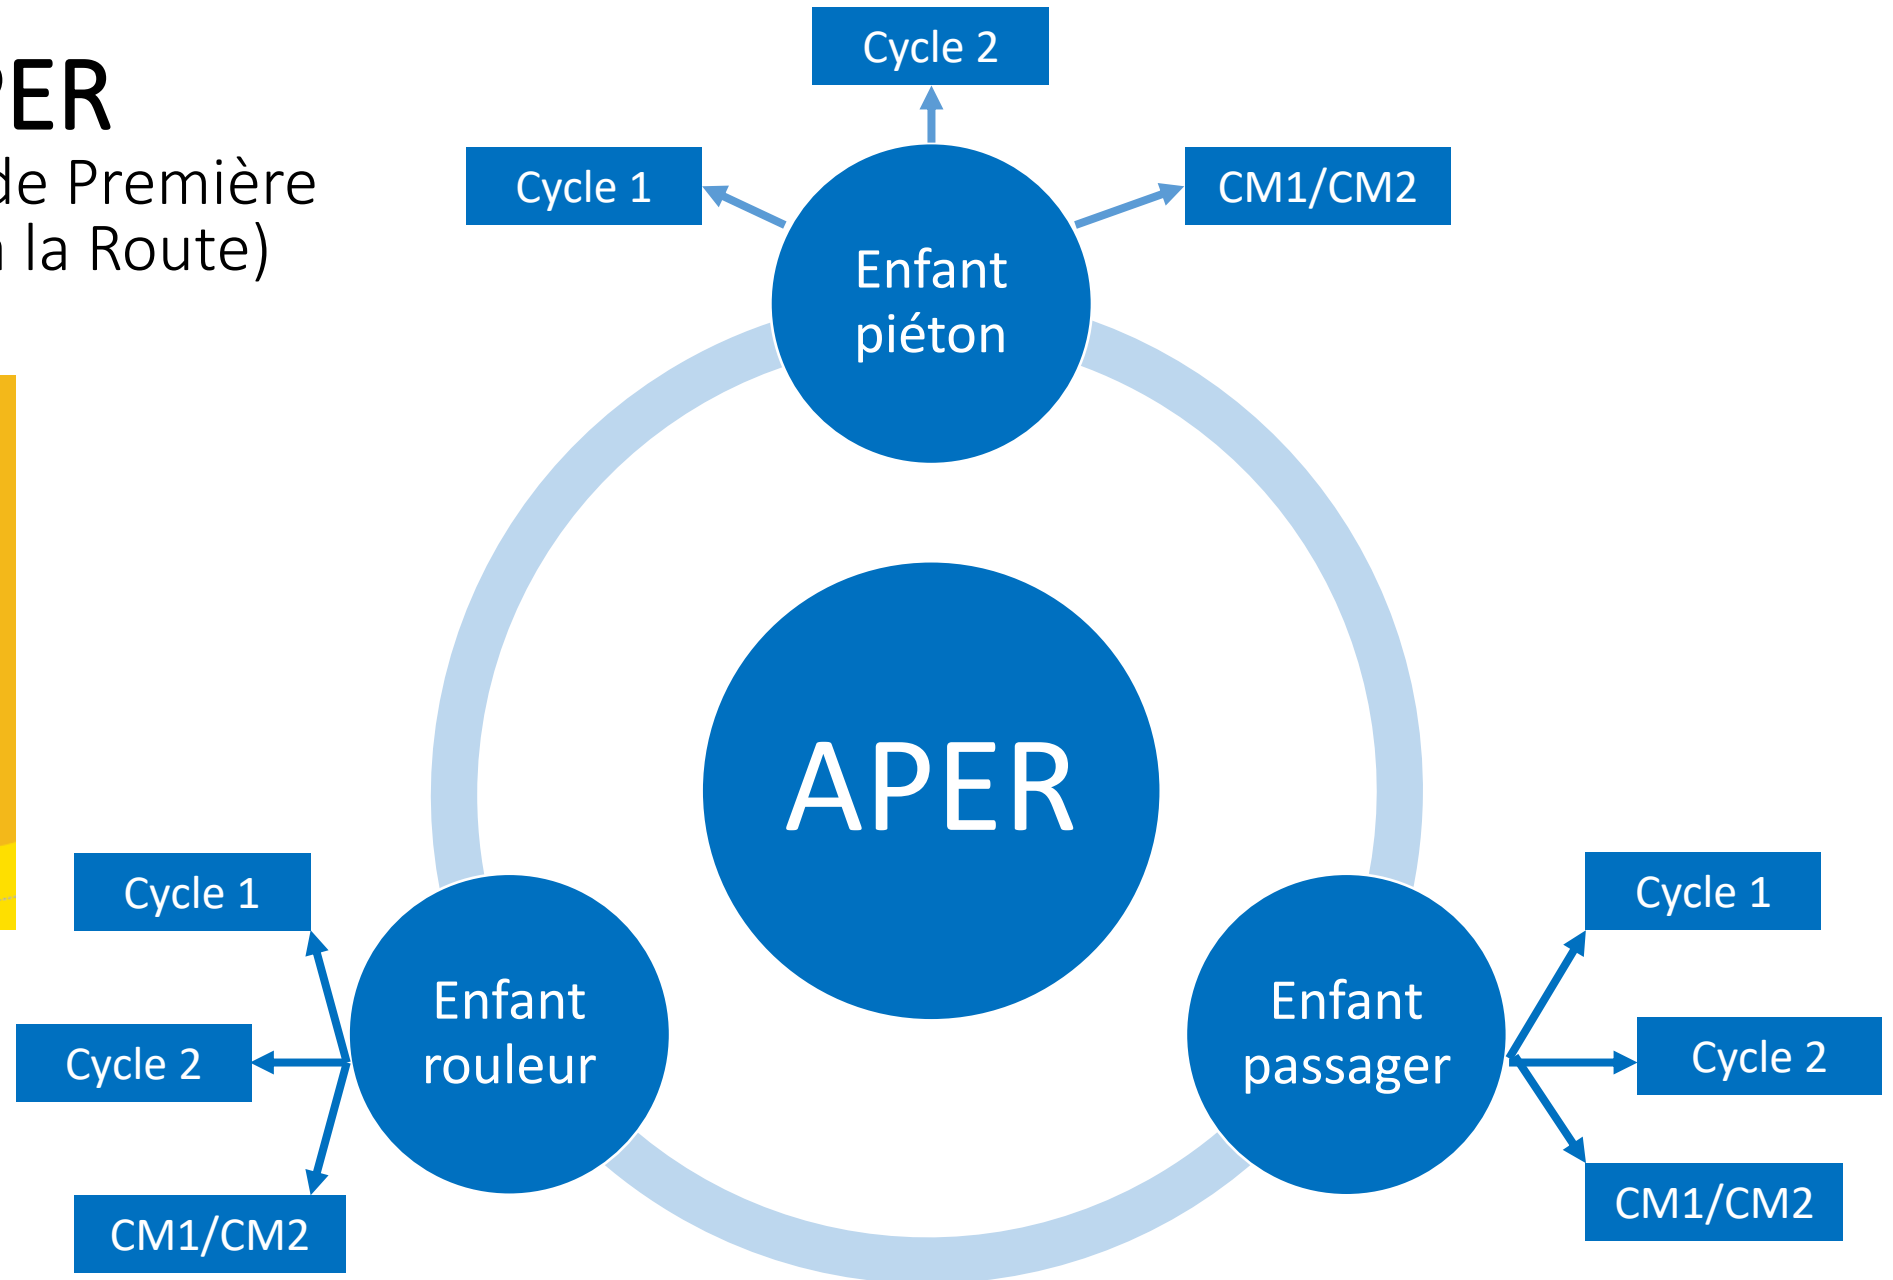 PER
de Première
la Route)
Cycle 2
Cycle 1
CM1/CM2
Enfant
piéton
APER
Cycle 1
Cycle 2
CM1/CM2
Enfant
rouleur
Enfant
passager
Cycle 1
Cycle 2
CM1/CM2